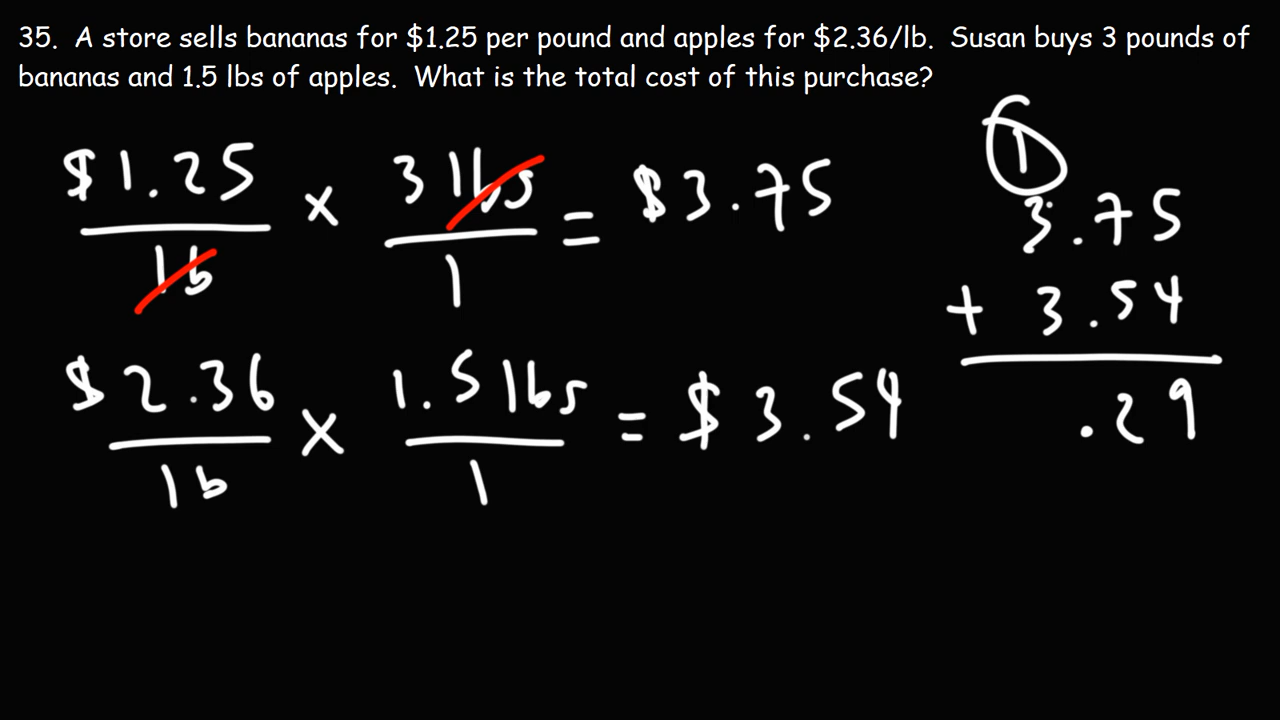 35. A store sells bananas for $1.25 per pound and apples for $2.36/lb. Susan buys 3 pounds of
bananas and 1.5 lbs of apples. What is the total cost of this purchase?
$1.25 × 3 lbs = $3.75
1b 1
$2.36 × 1.5 lbs = $3.54
1b 1
1
3.75
+ 3.54
.29